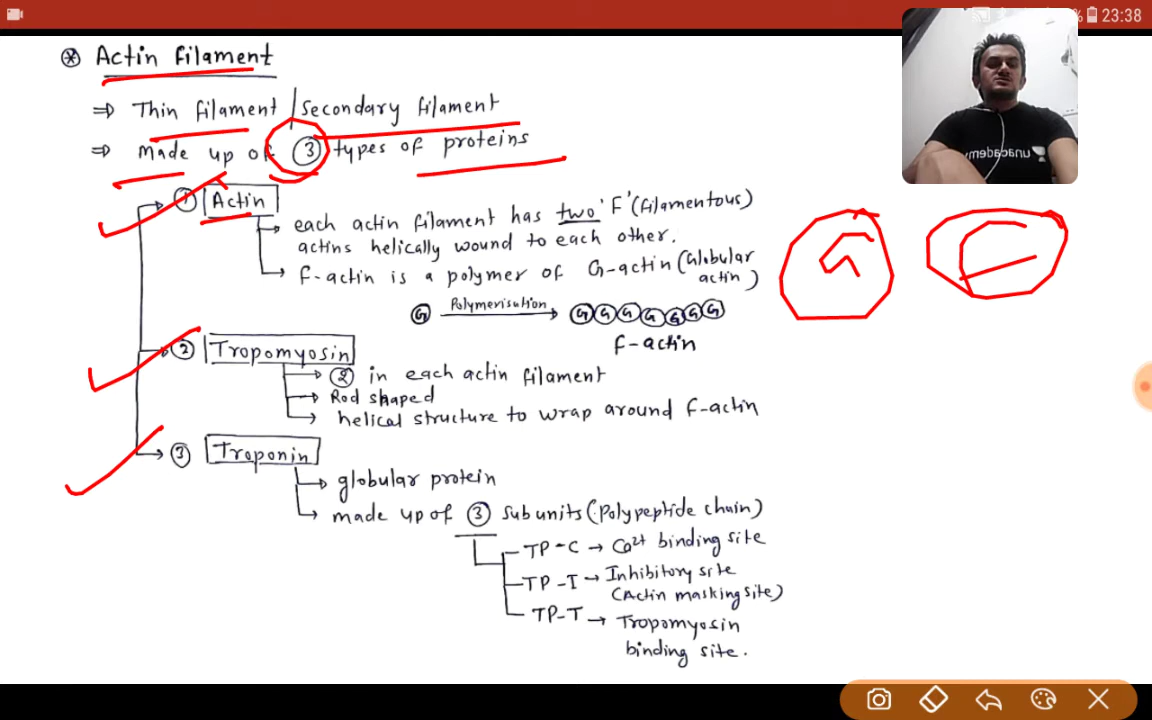 23:38
⊛ Actin filament
⇒ Thin filament / Secondary filament
⇒ Made up of ③ types of proteins
① Actin
each actin filament has two 'F' (filamentous)
actins helically wound to each other.
f-actin is a polymer of G-actin (Globular
actin)
G Polymerisation → G G G G G G G
F-actin
② Tropomyosin
② in each actin filament
Rod shaped
helical structure to wrap around F-actin
③ Troponin
globular protein
made up of ③ subunits (Polypeptide chain)
TP-C → Ca2+ binding site
TP-I → Inhibitory site
(Actin masking site)
TP-T → Tropomyosin
binding site.
unacademy